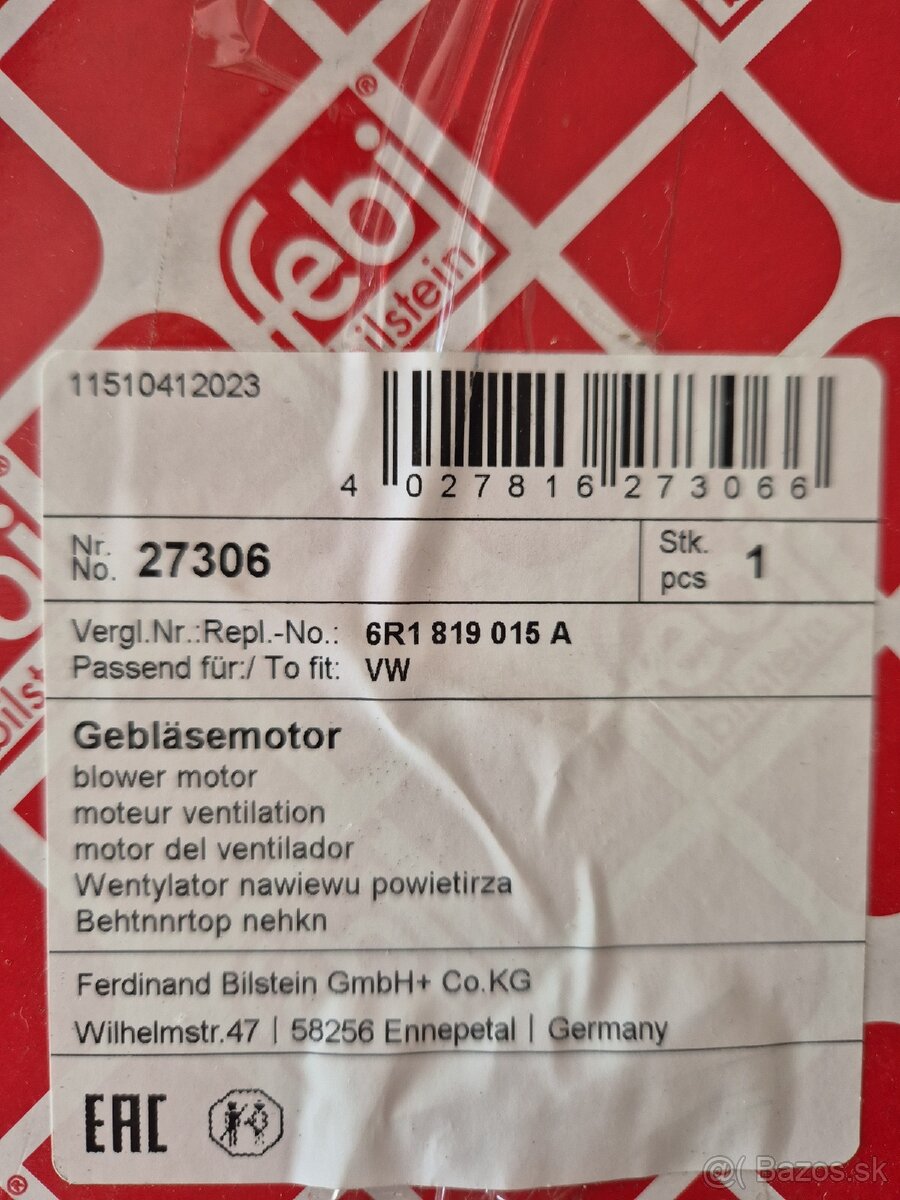 febi
bilstein
11510412023
4 027816 273066
Nr.
No. 27306
Stk.
pcs 1
Vergl.Nr.:Repl.-No.: 6R1 819 015 A
Passend für:/ To fit: VW
Gebläsemotor
blower motor
moteur ventilation
motor del ventilador
Wentylator nawiewu powietirza
Behtnnrtop nehkn
Ferdinand Bilstein GmbH+ Co.KG
Wilhelmstr.47 | 58256 Ennepetal | Germany
EAC
Bazos.sk